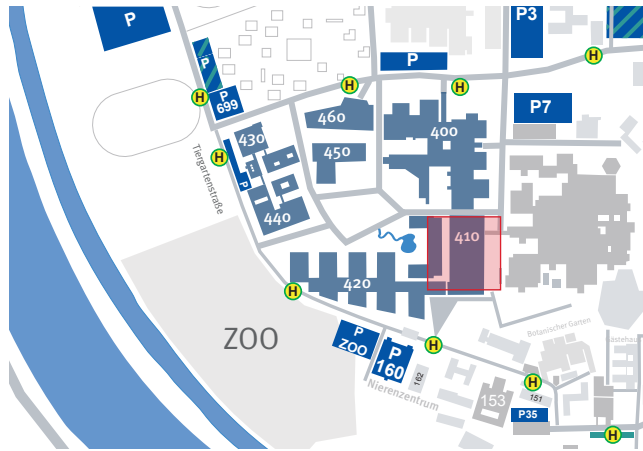 P
P3
H
P
P
H
H
H
P
699
P7
460
400
430
H
450
Tiergartenstraße
P
440
410
420
H
ZOO
P
ZOO
P
160
H
Botanischer Garten
Gästehaus
162
Nierenzentrum
H
153
151
P35
H